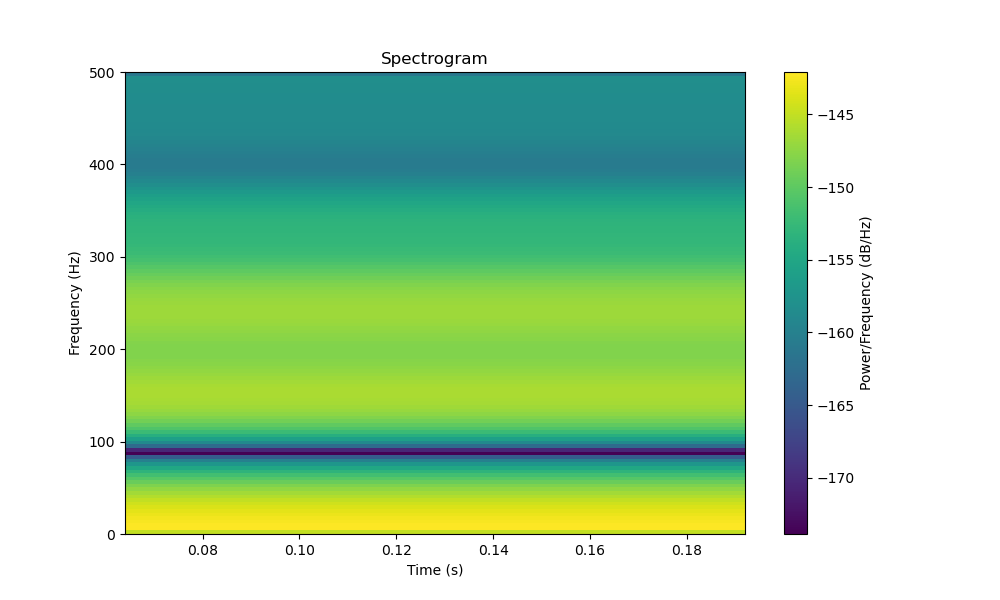 Spectrogram
500
400
300
200
100
0
Frequency (Hz)
0.08 0.10 0.12 0.14 0.16 0.18
Time (s)
−145
−150
−155
−160
−165
−170
Power/Frequency (dB/Hz)